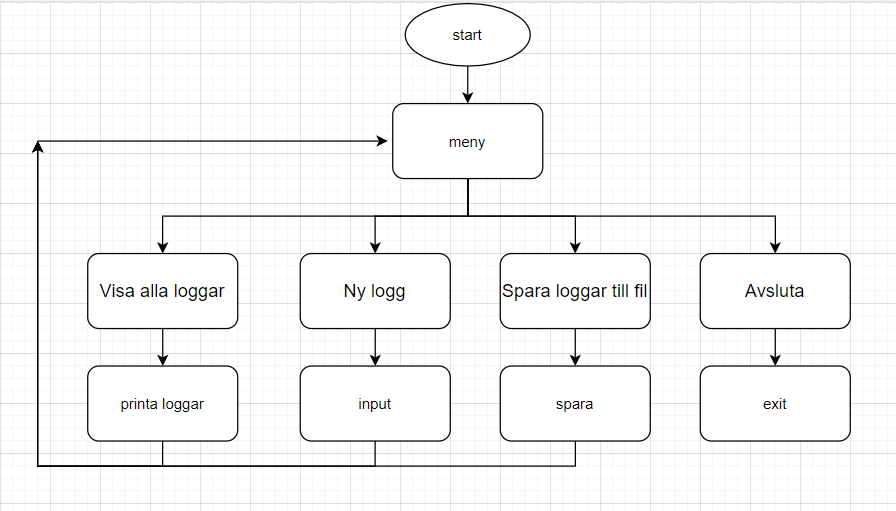 start
meny
Visa alla loggar
Ny logg
Spara loggar till fil
Avsluta
printa loggar
input
spara
exit